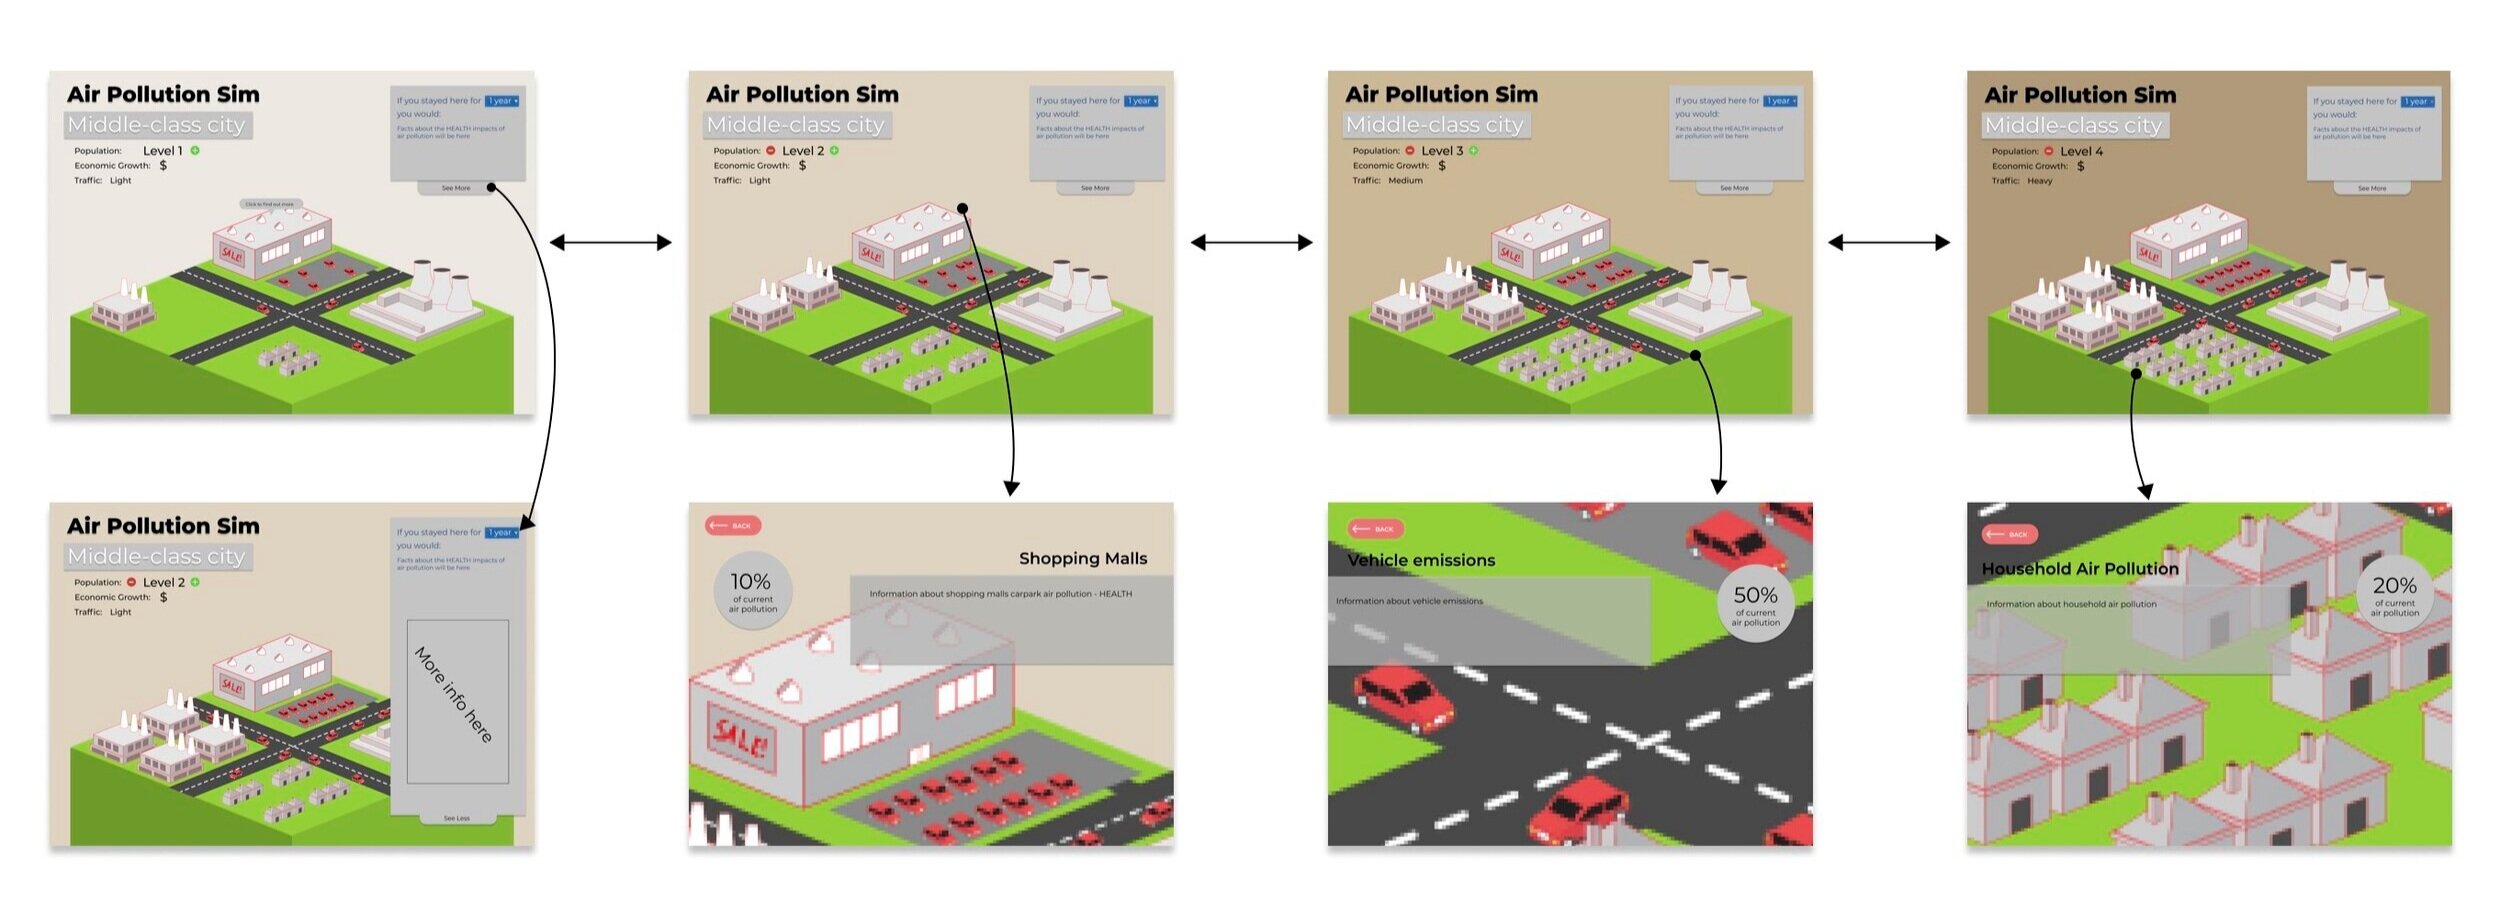 Air Pollution Sim
Middle-class city
Population: Level 1
Economic Growth: $
Traffic: Light
If you stayed here for 1 year
you would:
Facts about the HEALTH impacts of
air pollution will be here
See More
Click to find out more
SALE!
Air Pollution Sim
Middle-class city
Population: Level 2
Economic Growth: $
Traffic: Light
If you stayed here for 1 year
you would:
Facts about the HEALTH impacts of
air pollution will be here
See More
SALE!
Air Pollution Sim
Middle-class city
Population: Level 3
Economic Growth: $
Traffic: Medium
If you stayed here for 1 year
you would:
Facts about the HEALTH impacts of
air pollution will be here
See More
SALE!
Air Pollution Sim
Middle-class city
Population: Level 4
Economic Growth: $
Traffic: Heavy
If you stayed here for 1 year
you would:
Facts about the HEALTH impacts of
air pollution will be here
See More
SALE!
Air Pollution Sim
Middle-class city
Population: Level 2
Economic Growth: $
Traffic: Light
If you stayed here for 1 year
you would:
Facts about the HEALTH impacts of
air pollution will be here
More info here
See Less
SALE!
BACK
Shopping Malls
10%
of current
air pollution
Information about shopping malls carpark air pollution - HEALTH
SALE!
BACK
Vehicle emissions
Information about vehicle emissions
50%
of current
air pollution
BACK
Household Air Pollution
Information about household air pollution
20%
of current
air pollution